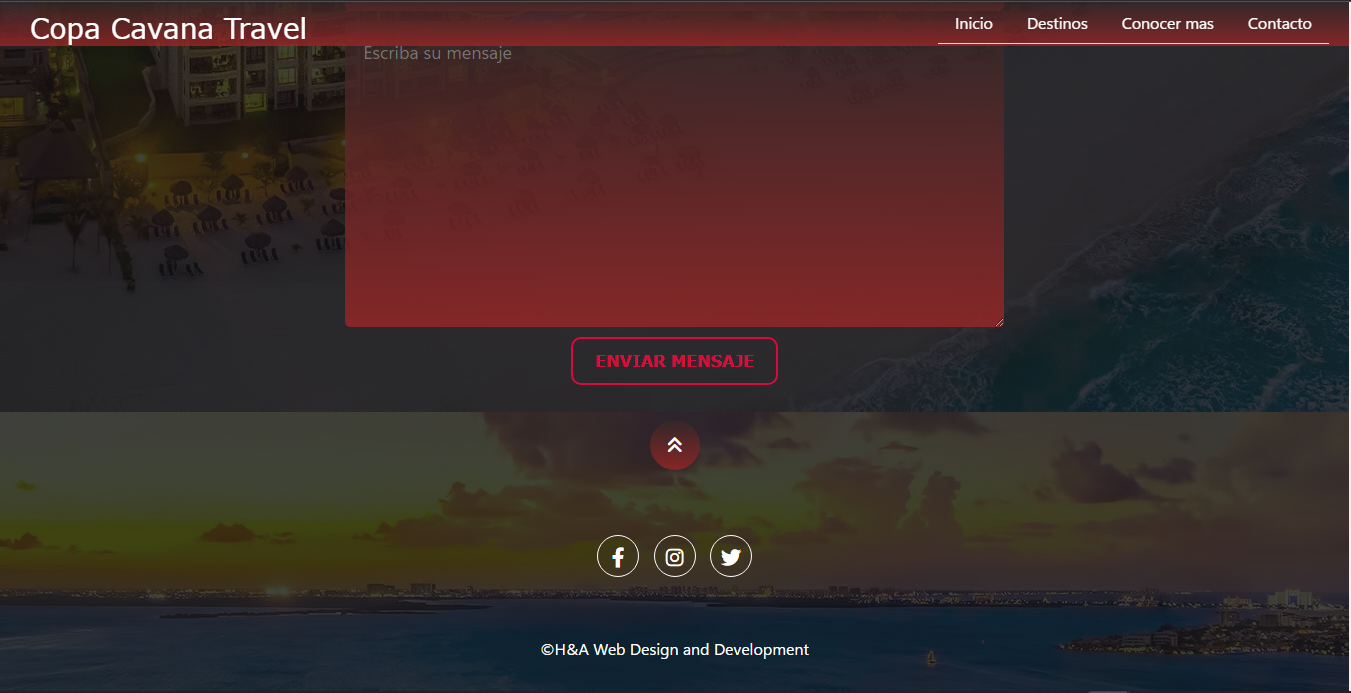 Copa Cavana Travel
Inicio Destinos Conocer mas Contacto
Escriba su mensaje
ENVIAR MENSAJE
©H&A Web Design and Development